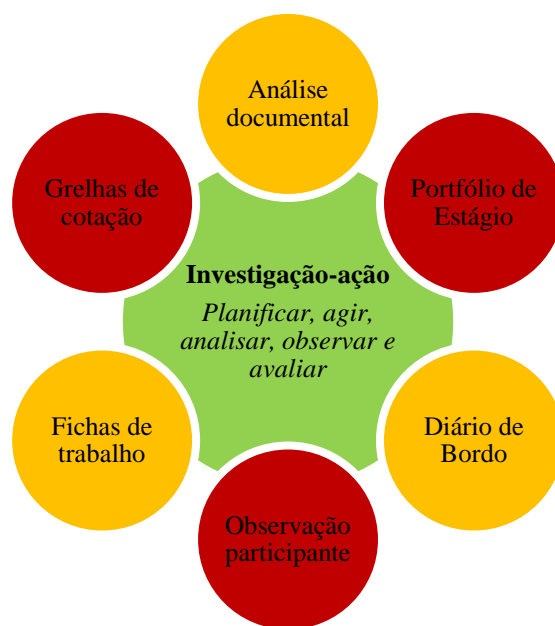 Análise
documental
Grelhas de
cotação
Portfólio de
Estágio
Investigação-ação
Planificar, agir,
analisar, observar e
avaliar
Fichas de
trabalho
Diário de
Bordo
Observação
participante